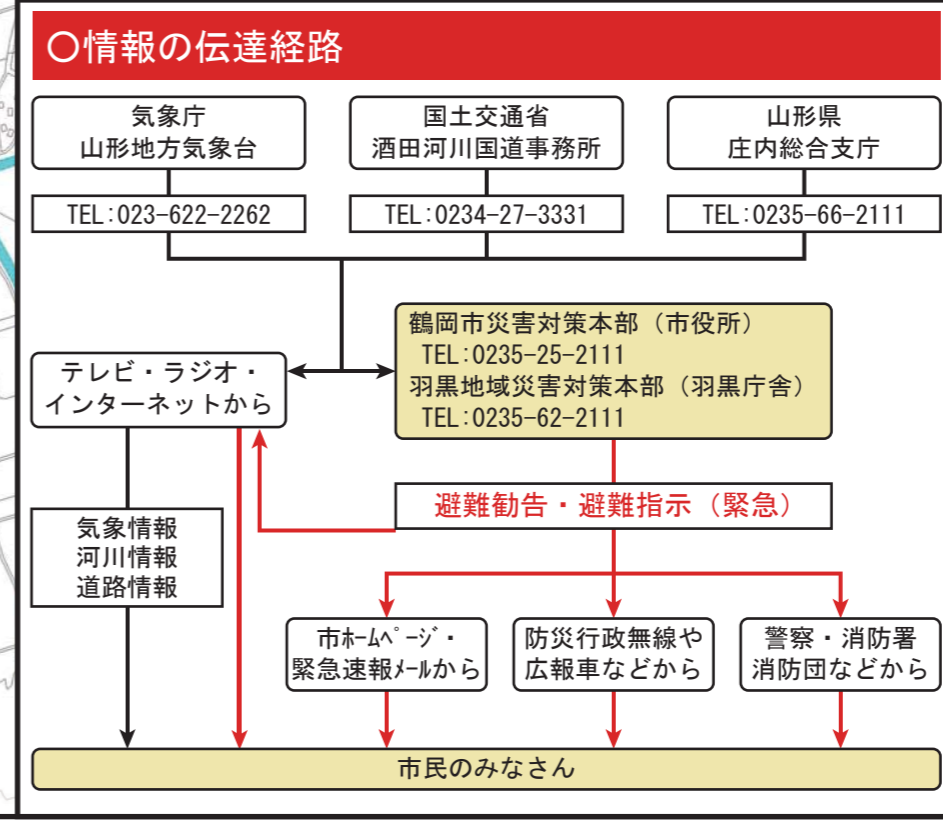 〇情報の伝達経路
気象庁
山形地方気象台
国土交通省
酒田河川国道事務所
山形県
庄内総合支庁
TEL:023-622-2262
TEL:0234-27-3331
TEL:0235-66-2111
鶴岡市災害対策本部（市役所）
TEL:0235-25-2111
羽黒地域災害対策本部（羽黒庁舎）
TEL:0235-62-2111
テレビ・ラジオ・
インターネットから
避難勧告・避難指示（緊急）
気象情報
河川情報
道路情報
市ﾎｰﾑﾍﾟｰｼﾞ・
緊急速報ﾒｰﾙから
防災行政無線や
広報車などから
警察・消防署
消防団などから
市民のみなさん